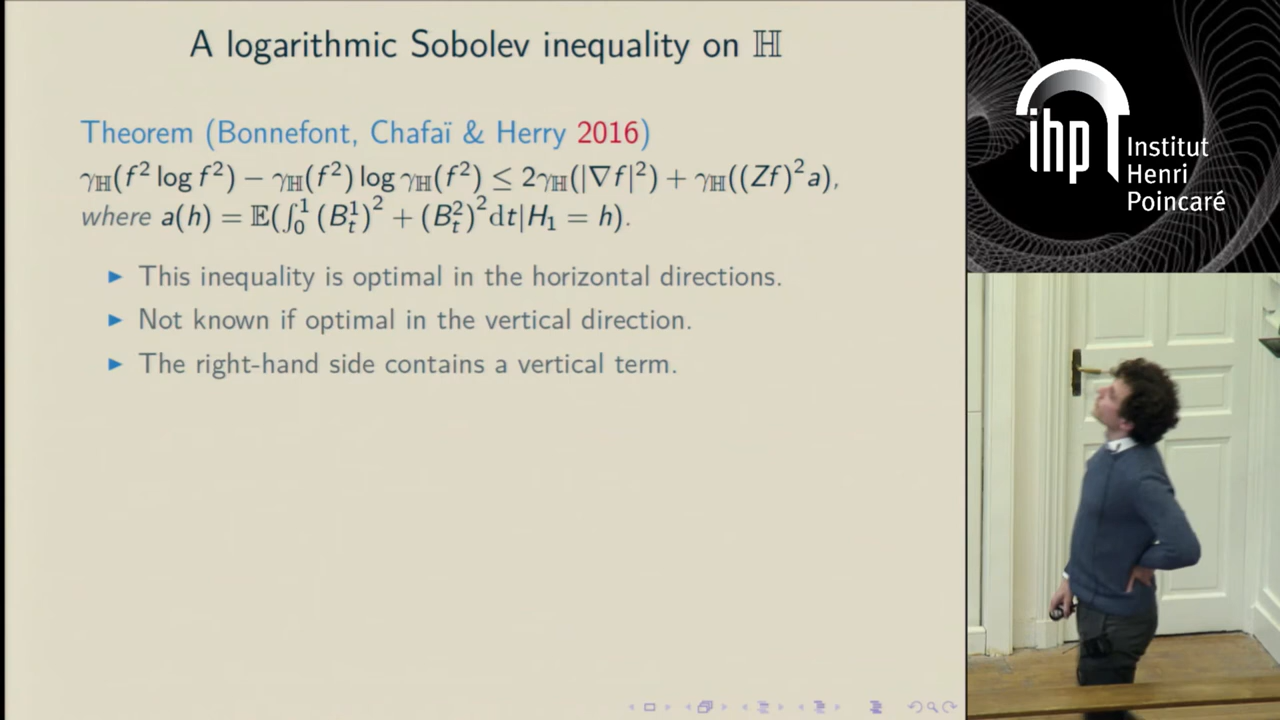 A logarithmic Sobolev inequality on ℍ
Theorem (Bonnefont, Chafaï & Herry 2016)
γ_ℍ(f² log f²) − γ_ℍ(f²) log γ_ℍ(f²) ≤ 2γ_ℍ(|∇f|²) + γ_ℍ((Zf)²a),
where a(h) = 𝔼(∫₀¹ (B_t¹)² + (B_t²)² dt|H₁ = h).
▶ This inequality is optimal in the horizontal directions.
▶ Not known if optimal in the vertical direction.
▶ The right-hand side contains a vertical term.
ihp
Institut
Henri
Poincaré